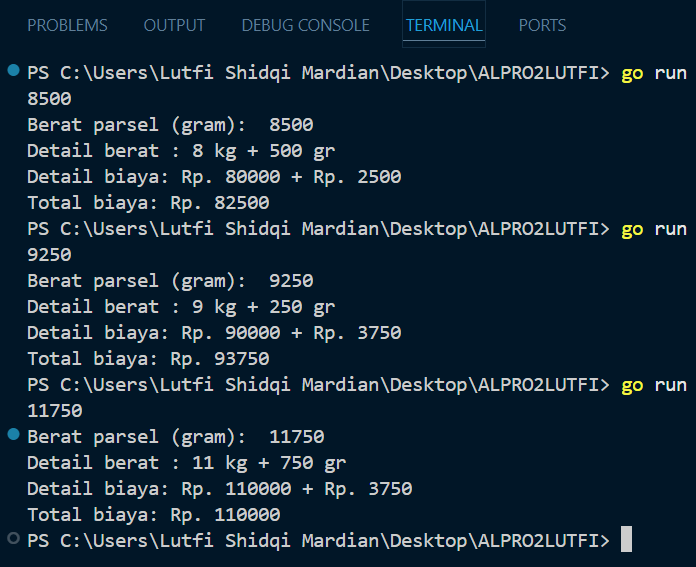 PROBLEMS OUTPUT DEBUG CONSOLE TERMINAL PORTS
PS C:\Users\Lutfi Shidqi Mardian\Desktop\ALPRO2LUTFI> go run
8500
Berat parsel (gram):  8500
Detail berat : 8 kg + 500 gr
Detail biaya: Rp. 80000 + Rp. 2500
Total biaya: Rp. 82500
PS C:\Users\Lutfi Shidqi Mardian\Desktop\ALPRO2LUTFI> go run
9250
Berat parsel (gram):  9250
Detail berat : 9 kg + 250 gr
Detail biaya: Rp. 90000 + Rp. 3750
Total biaya: Rp. 93750
PS C:\Users\Lutfi Shidqi Mardian\Desktop\ALPRO2LUTFI> go run
11750
Berat parsel (gram):  11750
Detail berat : 11 kg + 750 gr
Detail biaya: Rp. 110000 + Rp. 3750
Total biaya: Rp. 110000
PS C:\Users\Lutfi Shidqi Mardian\Desktop\ALPRO2LUTFI>